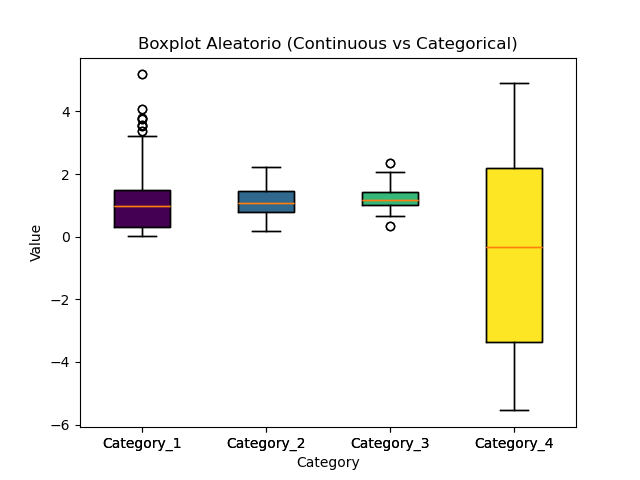 Boxplot Aleatorio (Continuous vs Categorical)
4
2
0
−2
−4
−6
Value
Category_1
Category_2
Category_3
Category_4
Category